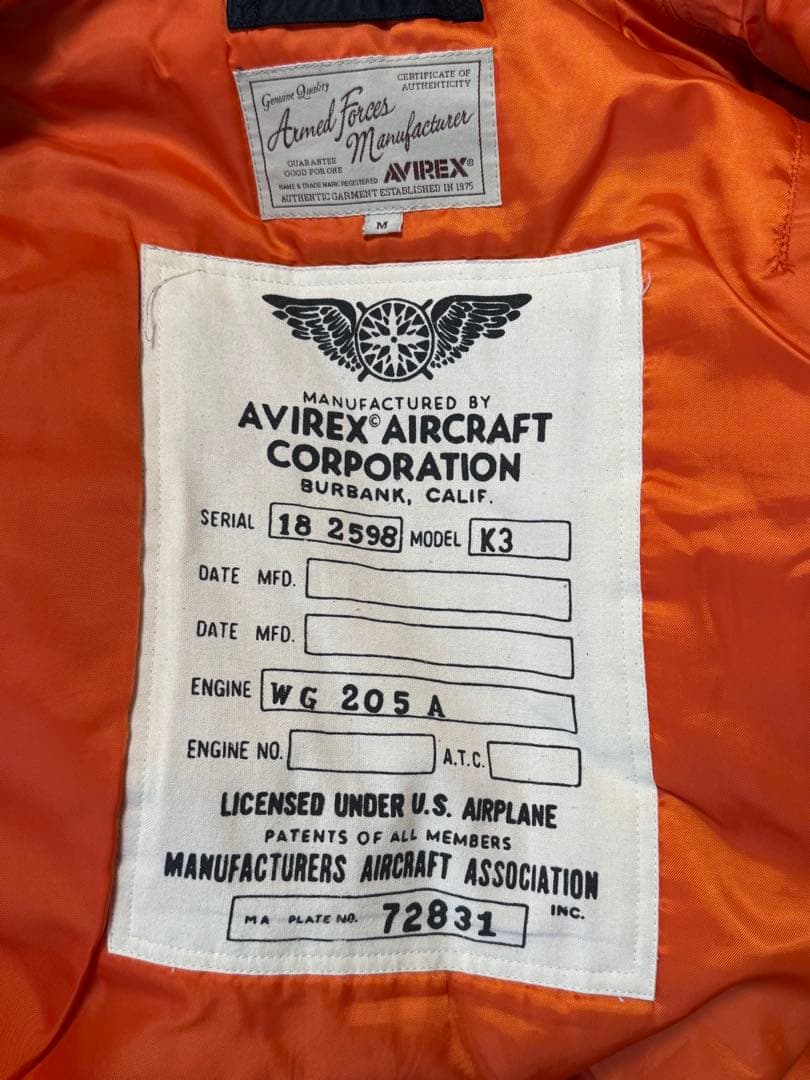 Genuine Quality
CERTIFICATE OF
AUTHENTICITY
Armed Forces
Manufacturer
GUARANTEE
GOOD FOR ONE
AVIREX®
NAME & TRADE MARK REGISTERED
AUTHENTIC GARMENT ESTABLISHED IN 1975
M
MANUFACTURED BY
AVIREX© AIRCRAFT
CORPORATION
BURBANK, CALIF.
SERIAL 18 2598 MODEL K3
DATE MFD.
DATE MFD.
ENGINE WG 205 A
ENGINE NO. A.T.C.
LICENSED UNDER U.S. AIRPLANE
PATENTS OF ALL MEMBERS
MANUFACTURERS AIRCRAFT ASSOCIATION
INC.
MA PLATE NO. 72831